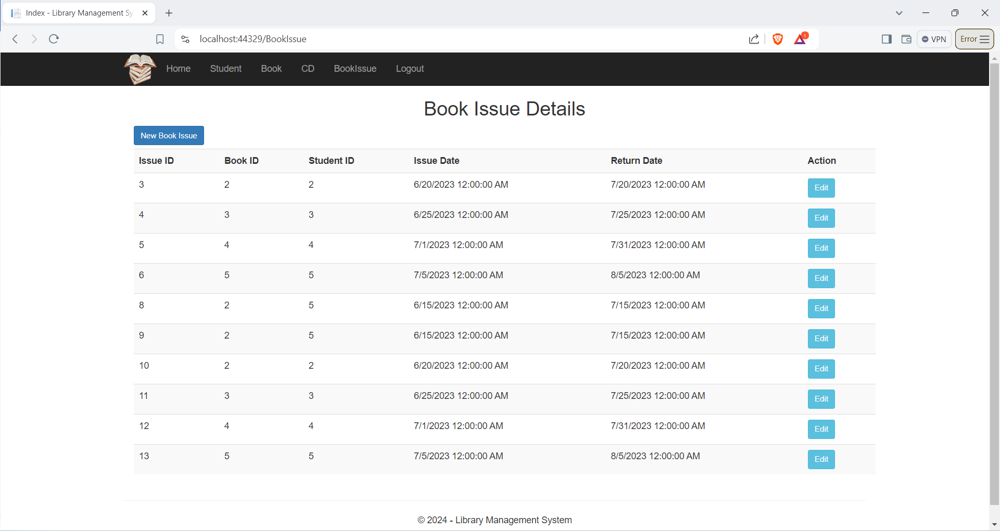 Index - Library Management Sy
localhost:44329/BookIssue
1
VPN
Error
Home Student Book CD BookIssue Logout
Book Issue Details
New Book Issue
Issue ID Book ID Student ID Issue Date Return Date Action
3 2 2 6/20/2023 12:00:00 AM 7/20/2023 12:00:00 AM Edit
4 3 3 6/25/2023 12:00:00 AM 7/25/2023 12:00:00 AM Edit
5 4 4 7/1/2023 12:00:00 AM 7/31/2023 12:00:00 AM Edit
6 5 5 7/5/2023 12:00:00 AM 8/5/2023 12:00:00 AM Edit
8 2 5 6/15/2023 12:00:00 AM 7/15/2023 12:00:00 AM Edit
9 2 5 6/15/2023 12:00:00 AM 7/15/2023 12:00:00 AM Edit
10 2 2 6/20/2023 12:00:00 AM 7/20/2023 12:00:00 AM Edit
11 3 3 6/25/2023 12:00:00 AM 7/25/2023 12:00:00 AM Edit
12 4 4 7/1/2023 12:00:00 AM 7/31/2023 12:00:00 AM Edit
13 5 5 7/5/2023 12:00:00 AM 8/5/2023 12:00:00 AM Edit
© 2024 - Library Management System